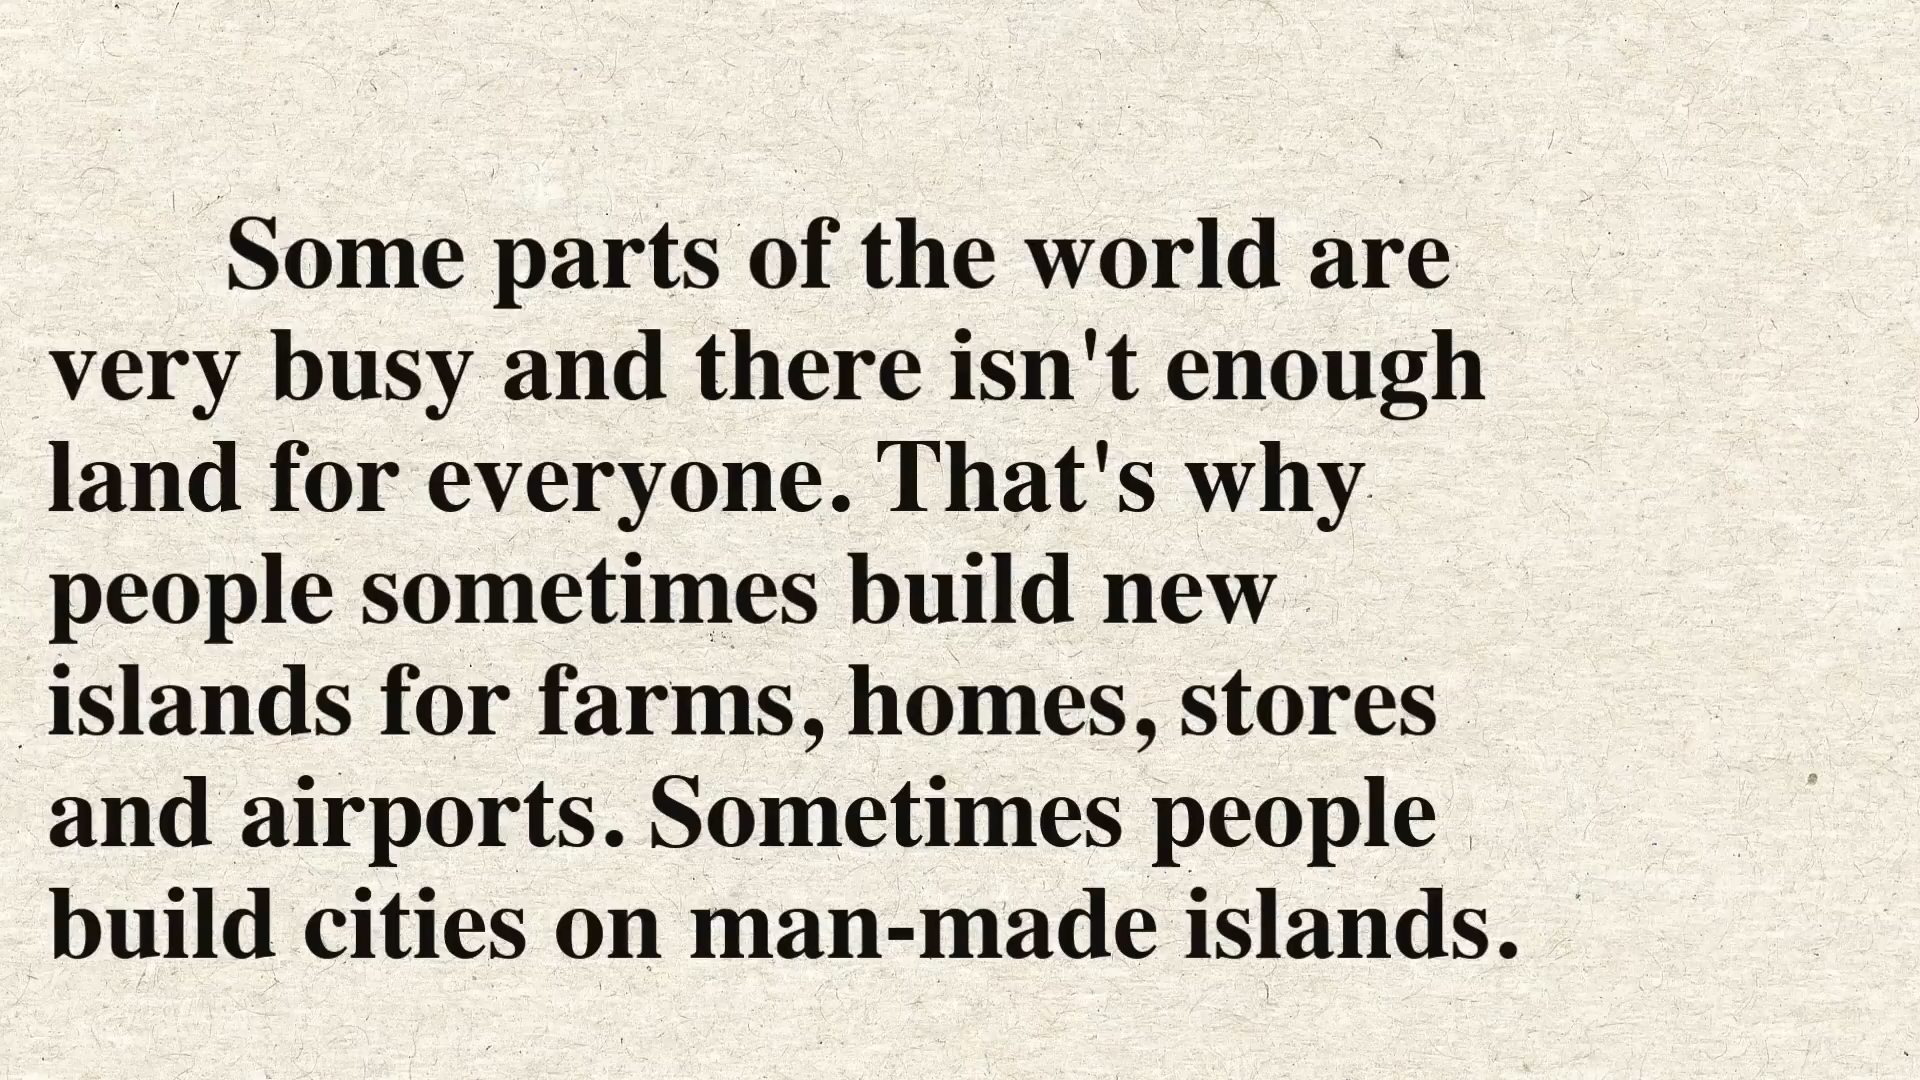 Some parts of the world are
very busy and there isn't enough
land for everyone. That's why
people sometimes build new
islands for farms, homes, stores
and airports. Sometimes people
build cities on man-made islands.